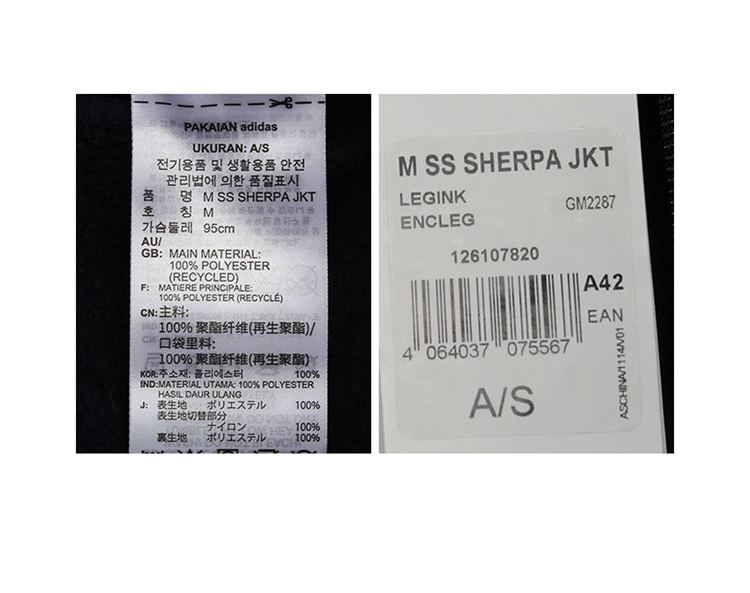 PAKAIAN adidas
UKURAN: A/S
전기용품 및 생활용품 안전
관리법에 의한 품질표시
품 명 M SS SHERPA JKT
호 칭 M
가슴둘레 95cm
AU/
GB: MAIN MATERIAL:
100% POLYESTER
(RECYCLED)
F: MATIERE PRINCIPALE:
100% POLYESTER (RECYCLÉ)
CN: 主料:
100% 聚酯纤维(再生聚酯)/
口袋里料:
100% 聚酯纤维(再生聚酯)
KOR: 주소재: 폴리에스터 100%
IND: MATERIAL UTAMA: 100% POLYESTER
HASIL DAUR ULANG
J: 表生地 ポリエステル 100%
表生地切替部分
ナイロン 100%
裏生地 ポリエステル 100%
M SS SHERPA JKT
LEGINK
ENCLEG
GM2287
126107820
A42
EAN
4 064037 075567
A/S
ASCHINA/1114/V01